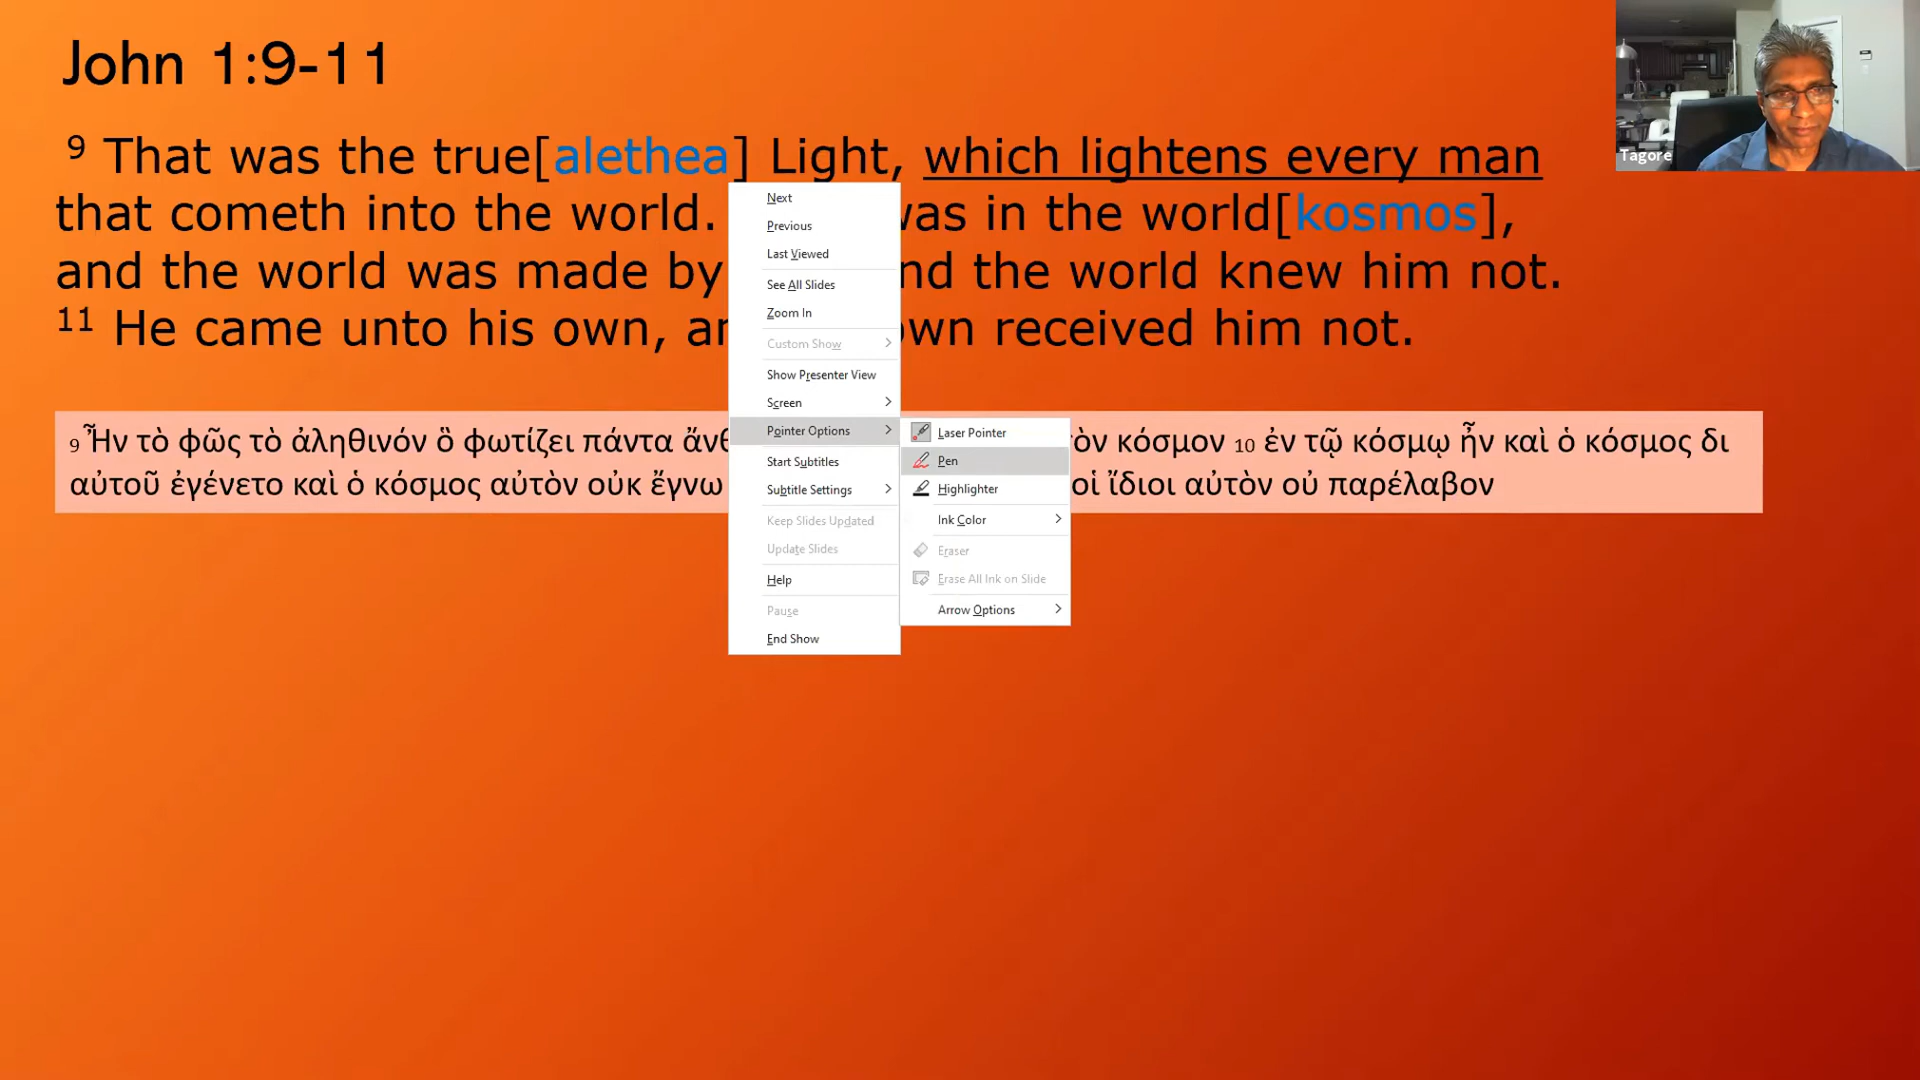 John 1:9-11
Tagore
9 That was the true[alethea] Light, which lightens every man
that cometh into the world. was in the world[kosmos],
and the world was made by and the world knew him not.
11 He came unto his own, own received him not.
9 Ἦν τὸ φῶς τὸ ἀληθινόν ὃ φωτίζει πάντα τὸν κόσμον 10 ἐν τῷ κόσμῳ ἦν καὶ ὁ κόσμος δι
αὐτοῦ ἐγένετο καὶ ὁ κόσμος αὐτὸν οὐκ ἔγνω οἱ ἴδιοι αὐτὸν οὐ παρέλαβον
Next
Previous
Last Viewed
See All Slides
Zoom In
Custom Show
Show Presenter View
Screen
Pointer Options
Start Subtitles
Subtitle Settings
Keep Slides Updated
Update Slides
Help
Pause
End Show
Laser Pointer
Pen
Highlighter
Ink Color
Eraser
Erase All Ink on Slide
Arrow Options